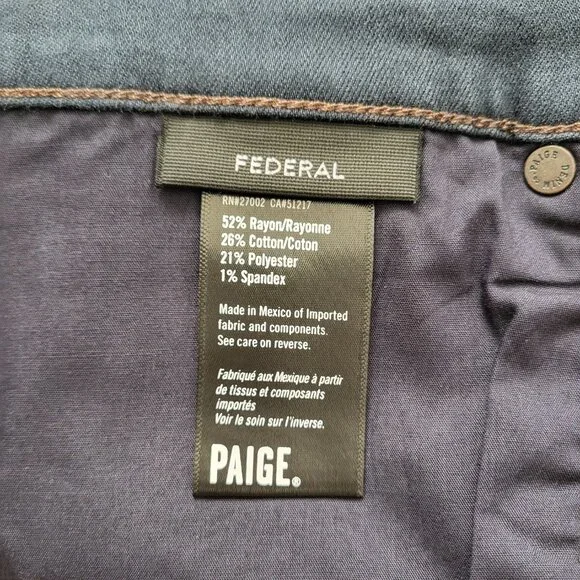 FEDERAL
RN#27002 CA#51217
52% Rayon/Rayonne
26% Cotton/Coton
21% Polyester
1% Spandex
Made in Mexico of Imported
fabric and components.
See care on reverse.
Fabriqué aux Mexique à partir
de tissus et composants
importés
Voir le soin sur l'inverse.
PAIGE®
PAIGE DENIM